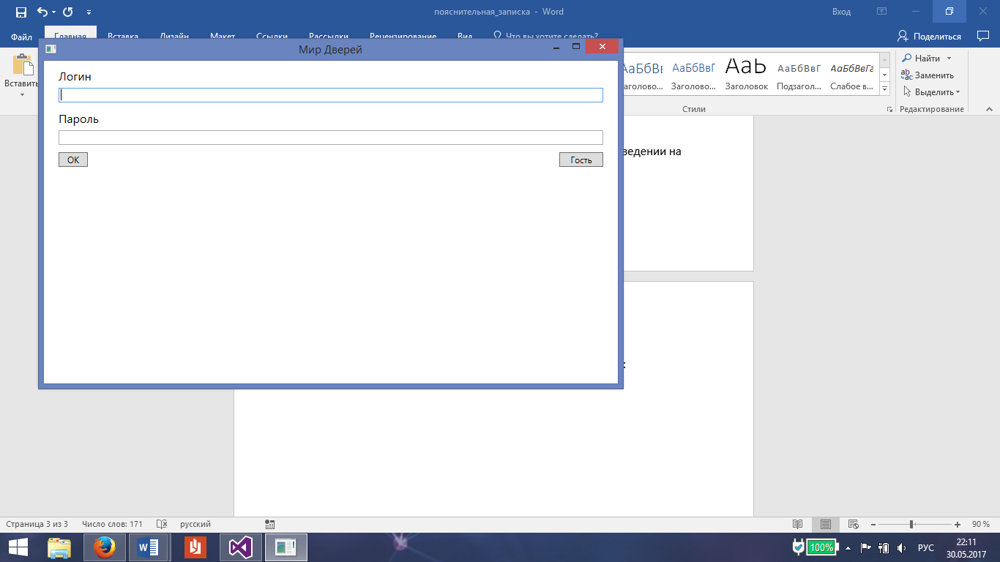 пояснительная_записка - Word
Вход
Файл
Главная
Вставка
Дизайн
Макет
Ссылки
Рассылки
Рецензирование
Вид
Что вы хотите сделать?
Поделиться
Мир Дверей
Логин
Пароль
ОК
Гость
Вставить
АаБбВвГ
АаЬ
АаБбВвГ
АаБбВвГг
Заголово...
Заголово...
Заголовок
Подзагол...
Слабое в...
Стили
Найти
Заменить
Выделить
Редактирование
ведении на
:
Страница 3 из 3
Число слов: 171
русский
90 %
100%
РУС
22:11
30.05.2017